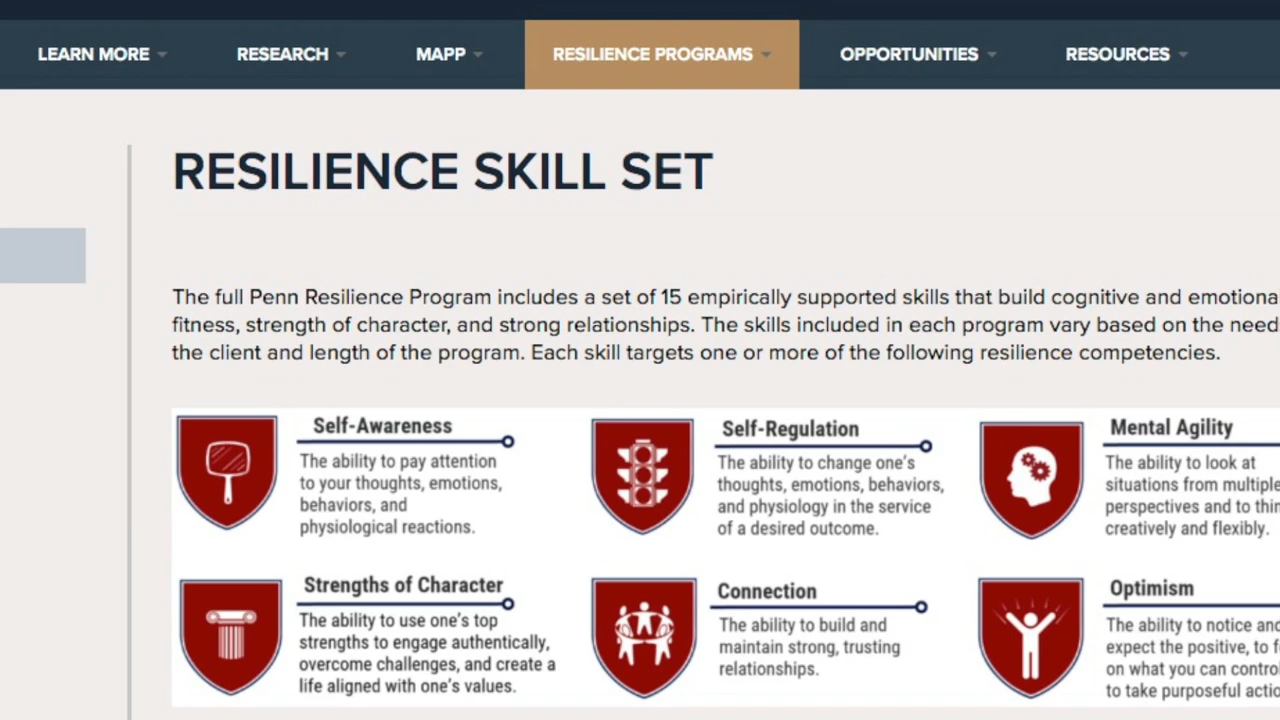 LEARN MORE RESEARCH MAPP RESILIENCE PROGRAMS OPPORTUNITIES RESOURCES
RESILIENCE SKILL SET
The full Penn Resilience Program includes a set of 15 empirically supported skills that build cognitive and emotiona
fitness, strength of character, and strong relationships. The skills included in each program vary based on the need
the client and length of the program. Each skill targets one or more of the following resilience competencies.
Self-Awareness
The ability to pay attention
to your thoughts, emotions,
behaviors, and
physiological reactions.
Self-Regulation
The ability to change one's
thoughts, emotions, behaviors,
and physiology in the service
of a desired outcome.
Mental Agility
The ability to look at
situations from multiple
perspectives and to thin
creatively and flexibly.
Strengths of Character
The ability to use one's top
strengths to engage authentically,
overcome challenges, and create a
life aligned with one's values.
Connection
The ability to build and
maintain strong, trusting
relationships.
Optimism
The ability to notice and
expect the positive, to f
on what you can control
to take purposeful actio